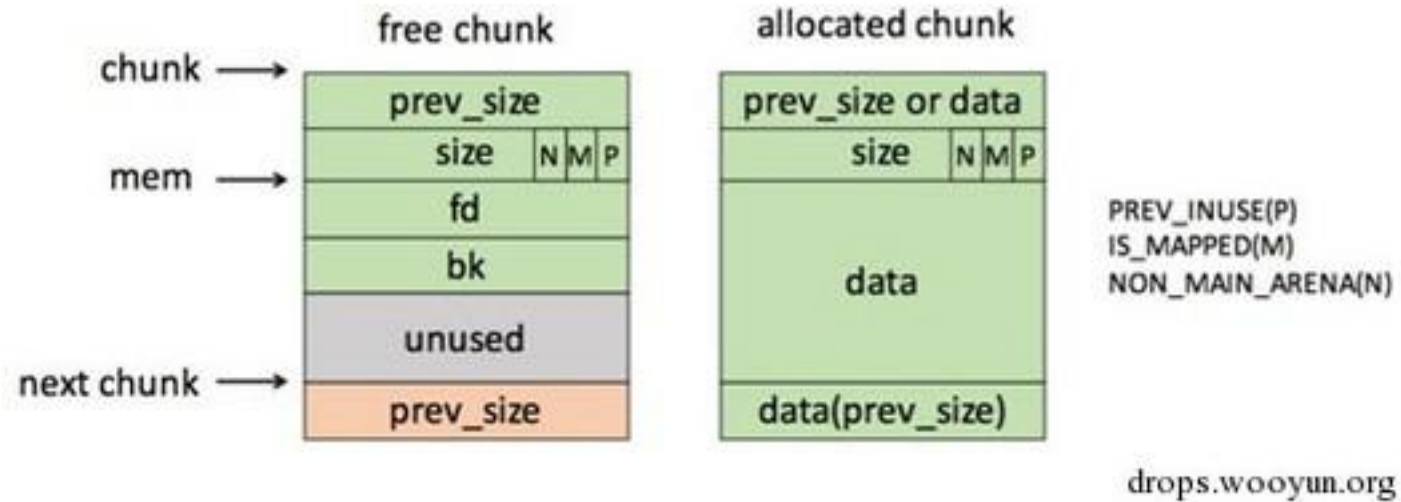 free chunk
allocated chunk
chunk
prev_size
prev_size or data
size N M P
size N M P
mem
fd
bk
data
PREV_INUSE(P)
IS_MAPPED(M)
NON_MAIN_ARENA(N)
unused
next chunk
prev_size
data(prev_size)
drops.wooyun.org